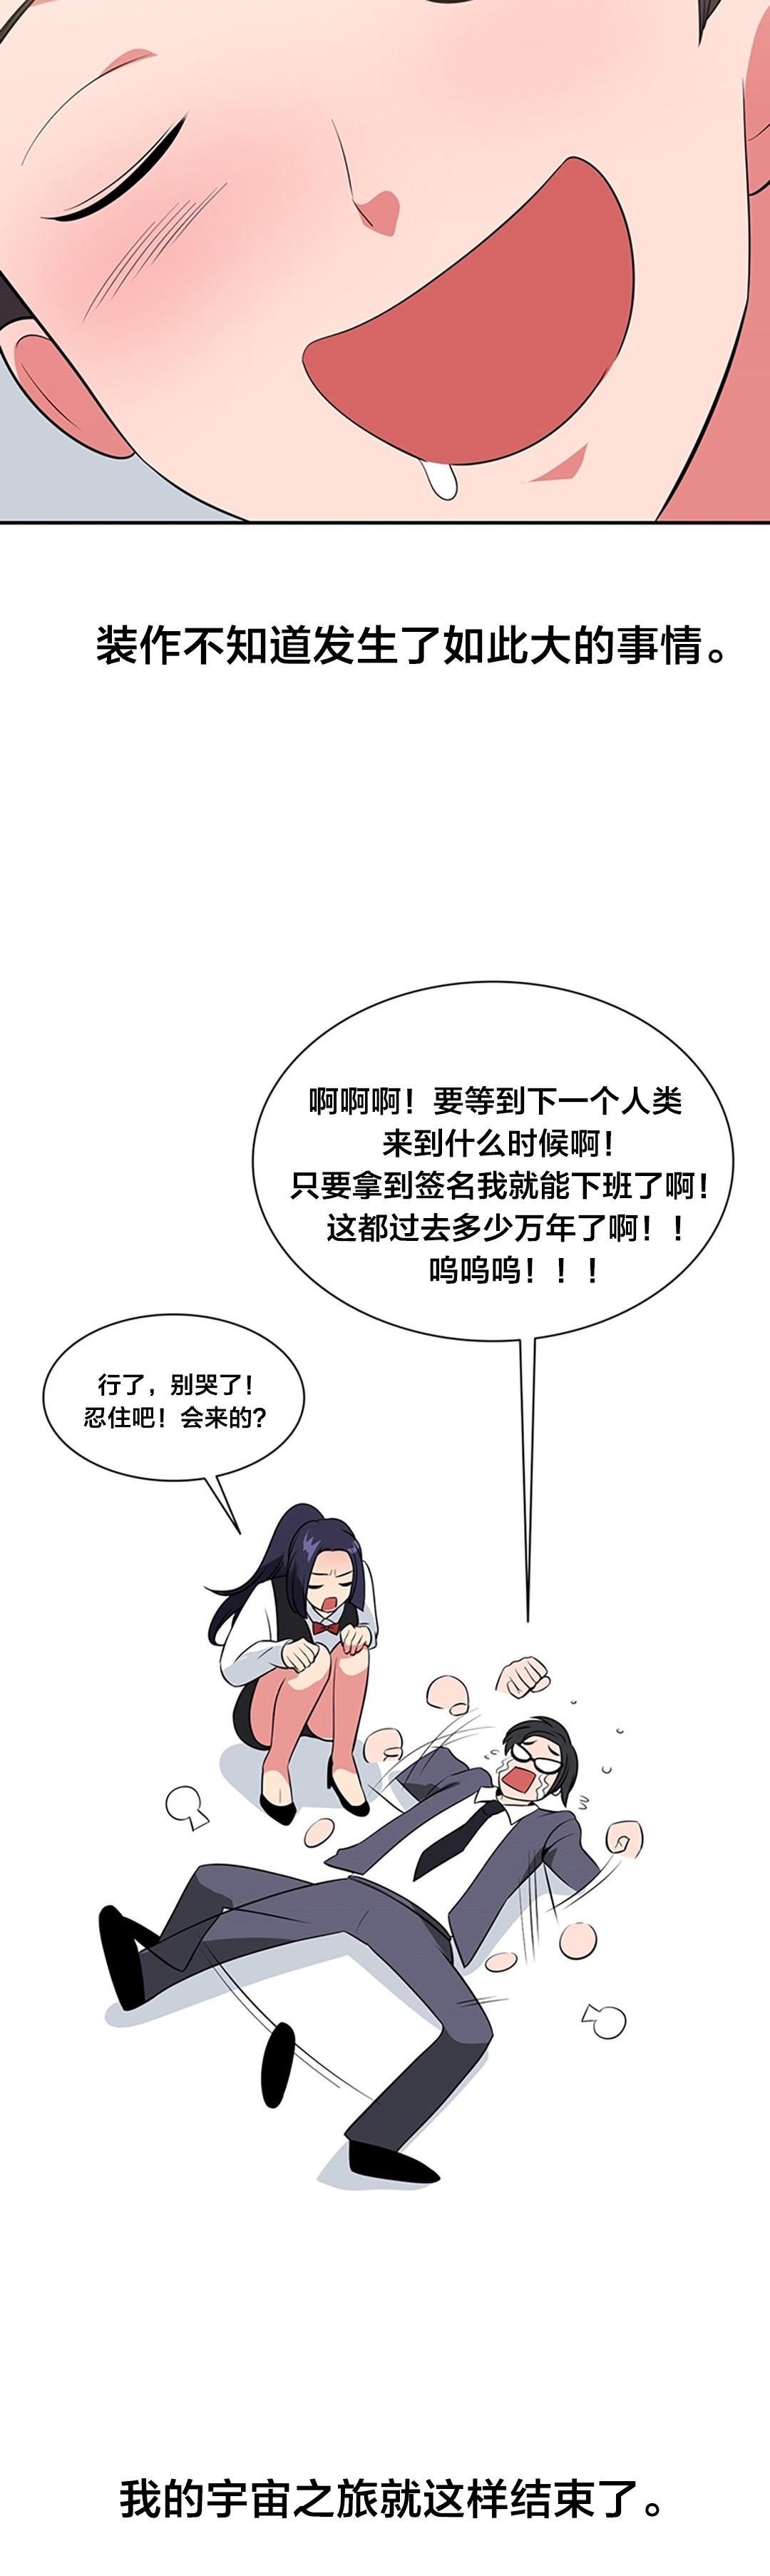 装作不知道发生了如此大的事情。
啊啊啊！要等到下一个人类
来到什么时候啊！
只要拿到签名我就能下班了啊！
这都过去多少万年了啊！！
呜呜呜！！！
行了，别哭了！
忍住吧！会来的?
我的宇宙之旅就这样结束了。